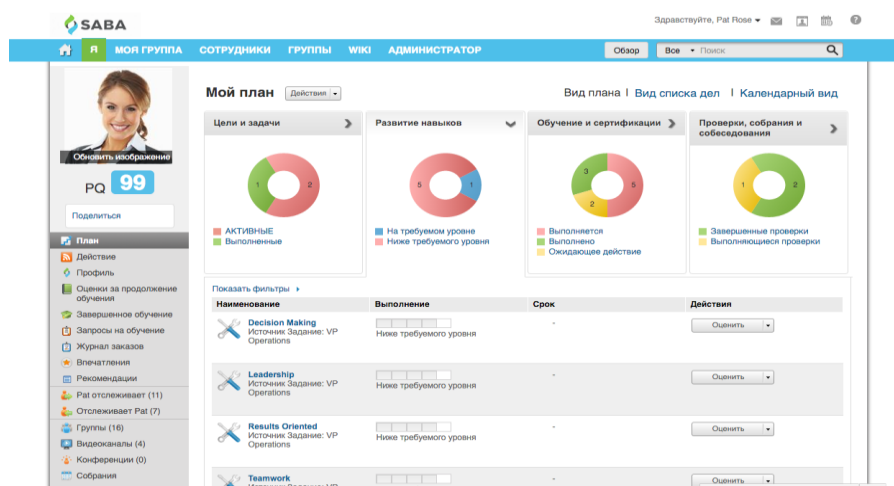 SABA
Здравствуйте, Pat Rose
Я МОЯ ГРУППА СОТРУДНИКИ ГРУППЫ WIKI АДМИНИСТРАТОР Обзор Все Поиск
Мой план Действия Вид плана | Вид списка дел | Календарный вид
Обновить изображение
PQ 99
Поделиться
План
Действие
Профиль
Оценки за продолжение
обучения
Завершенное обучение
Запросы на обучение
Журнал заказов
Впечатления
Рекомендации
Pat отслеживает (11)
Отслеживает Pat (7)
Группы (16)
Видеоканалы (4)
Конференции (0)
Собрания
Цели и задачи
1 2
АКТИВНЫЕ
Выполненные
Развитие навыков
5 1
На требуемом уровне
Ниже требуемого уровня
Обучение и сертификации
3 5 2
Выполняется
Выполнено
Ожидающее действие
Проверки, собрания и
собеседования
1 2
Завершенные проверки
Выполняющиеся проверки
Показать фильтры
Наименование Выполнение Срок Действия
Decision Making
Источник Задание: VP
Operations
Ниже требуемого уровня
-
Оценить
Leadership
Источник Задание: VP
Operations
Ниже требуемого уровня
-
Оценить
Results Oriented
Источник Задание: VP
Operations
Ниже требуемого уровня
-
Оценить
Teamwork
-
Оценить